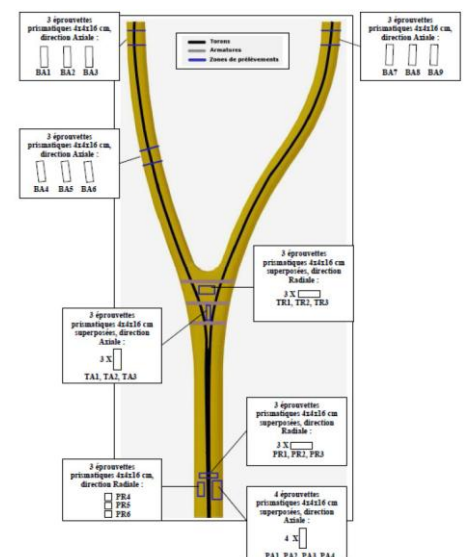 3 éprouvettes
prismatiques 4x4x16 cm,
direction Axiale :
BA1 BA2 BA3
Torons
Armatures
Zones de prélèvements
3 éprouvettes
prismatiques 4x4x16 cm,
direction Axiale :
BA7 BA8 BA9
3 éprouvettes
prismatiques 4x4x16 cm,
direction Axiale :
BA4 BA5 BA6
3 éprouvettes
prismatiques 4x4x16 cm
superposées, direction
Radiale :
3 X
TR1, TR2, TR3
3 éprouvettes
prismatiques 4x4x16 cm
superposées, direction
Axiale :
3 X
TA1, TA2, TA3
3 éprouvettes
prismatiques 4x4x16 cm
superposées, direction
Radiale :
3 X
PR1, PR2, PR3
3 éprouvettes
prismatiques 4x4x16 cm,
direction Radiale :
PR4
PR5
PR6
4 éprouvettes
prismatiques 4x4x16 cm
superposées, direction
Axiale :
4 X
PA1, PA2, PA3, PA4